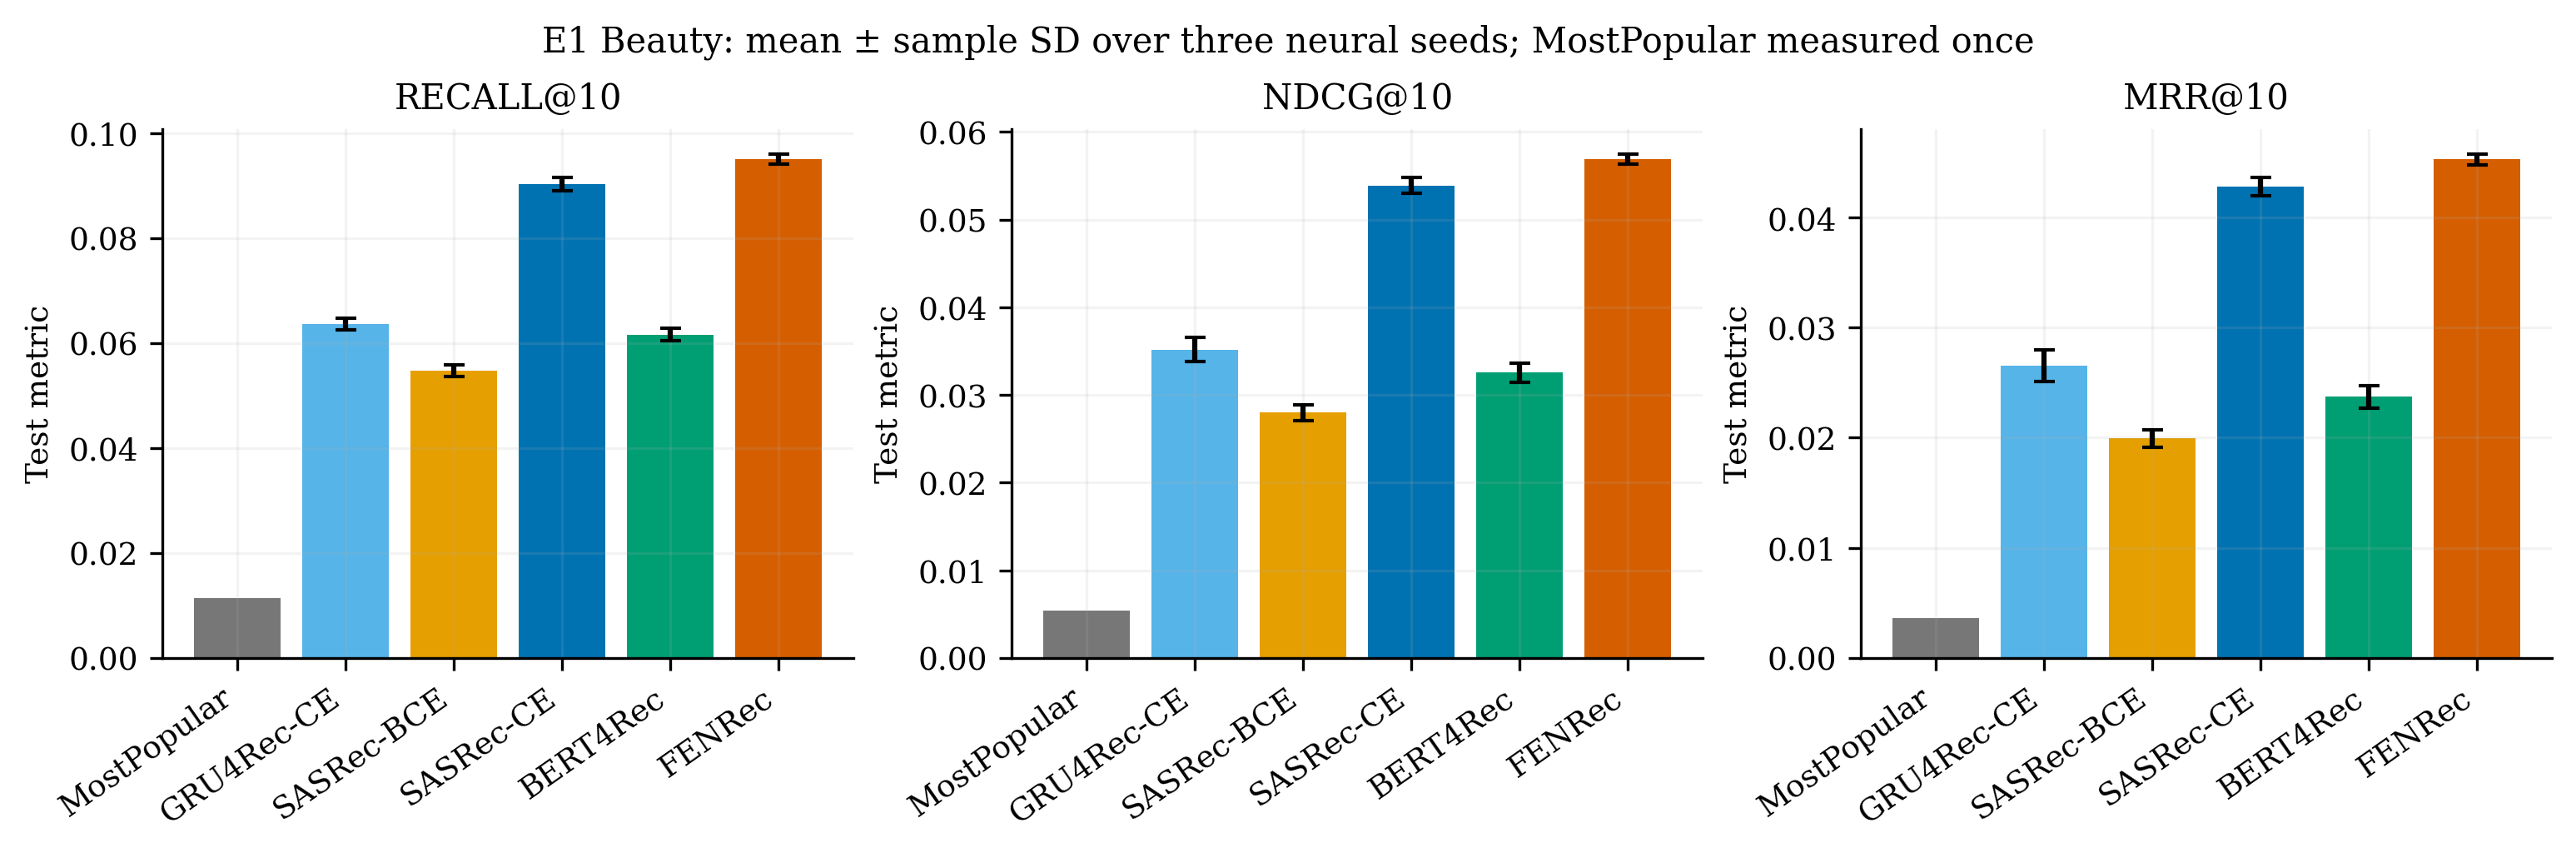 E1 Beauty: mean ± sample SD over three neural seeds; MostPopular measured once
RECALL@10
Test metric
0.10
0.08
0.06
0.04
0.02
0.00
MostPopular
GRU4Rec-CE
SASRec-BCE
SASRec-CE
BERT4Rec
FENRec
NDCG@10
Test metric
0.06
0.05
0.04
0.03
0.02
0.01
0.00
MostPopular
GRU4Rec-CE
SASRec-BCE
SASRec-CE
BERT4Rec
FENRec
MRR@10
Test metric
0.04
0.03
0.02
0.01
0.00
MostPopular
GRU4Rec-CE
SASRec-BCE
SASRec-CE
BERT4Rec
FENRec